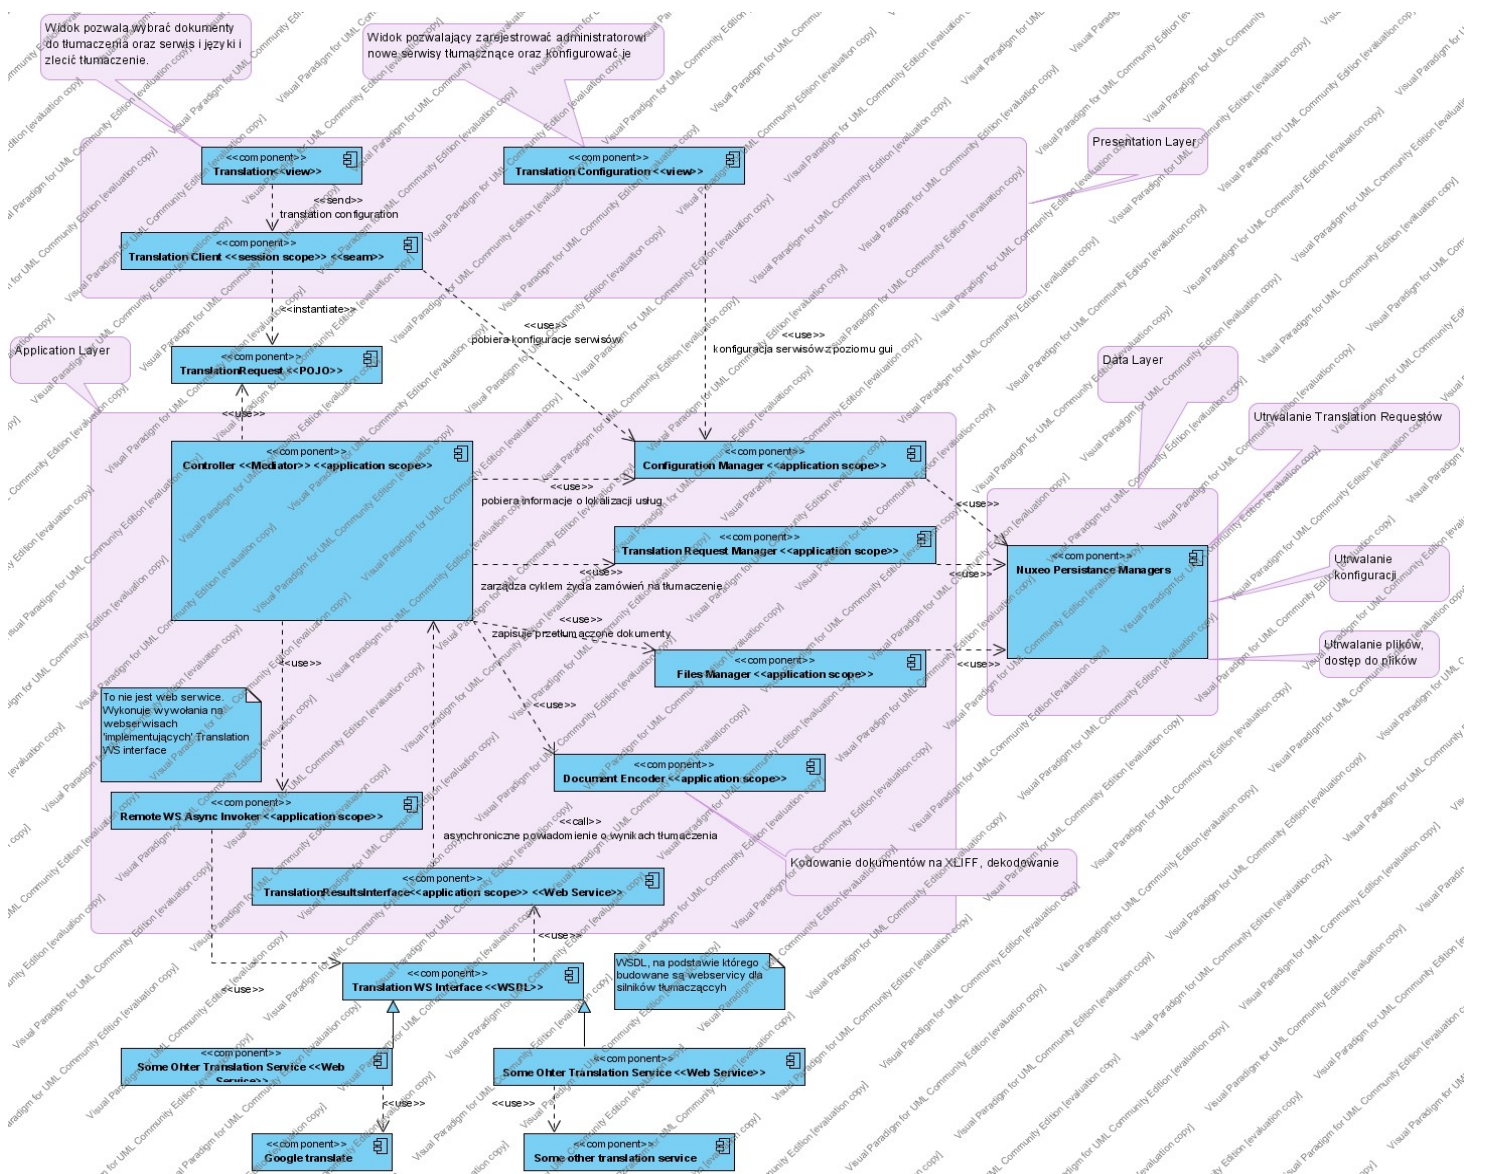 Widok pozwala wybrać dokumenty
do tłumaczenia oraz serwis i języki i
zlecić tłumaczenie.
Widok pozwalający zarejestrować administratorowi
nowe serwisy tłumacznące oraz konfigurować je
Presentation Layer
<<component>>
Translation<<view>>
<<component>>
Translation Configuration <<view>>
<<send>>
translation configuration
<<component>>
Translation Client <<session scope>> <<seam>>
<<instantiate>>
<<use>>
pobiera konfiguracje serwisów
<<use>>
konfiguracja serwisów z poziomu gui
Application Layer
<<component>>
TranslationRequest <<POJO>>
<<use>>
Data Layer
Utrwalanie Translation Requestów
<<component>>
Controller <<Mediator>> <<application scope>>
<<component>>
Configuration Manager <<application scope>>
<<use>>
pobiera informacje o lokalizacji usług
<<use>>
<<component>>
Translation Request Manager <<application scope>>
<<use>>
zarządza cyklem życia zamówień na tłumaczenie
<<use>>
<<component>>
Nuxeo Persistance Managers
Utrwalanie
konfiguracji
<<use>>
zapisuje przetłumaczone dokumenty
<<component>>
Files Manager <<application scope>>
<<use>>
Utrwalanie plików,
dostęp do plików
<<use>>
<<use>>
To nie jest web service.
Wykonuje wywołania na
webserwisach
'implementujących' Translation
WS interface
<<component>>
Document Encoder <<application scope>>
<<component>>
Remote WS Async Invoker <<application scope>>
<<call>>
asynchroniczne powiadomienie o wynikach tłumaczenia
Kodowanie dokumentów na XLIFF, dekodowanie
<<component>>
TranslationResultsInterface<<application scope>> <<Web Service>>
<<use>>
<<component>>
Translation WS Interface <<WSDL>>
<<use>>
WSDL, na podstawie którego
budowane są webservicy dla
silników tłumacząccyh
<<component>>
Some Ohter Translation Service <<Web
Service>>
<<component>>
Some Ohter Translation Service <<Web Service>>
<<use>>
<<use>>
<<component>>
Google translate
<<component>>
Some other translation service
Visual Paradigm for UML Community Edition [evaluation copy]